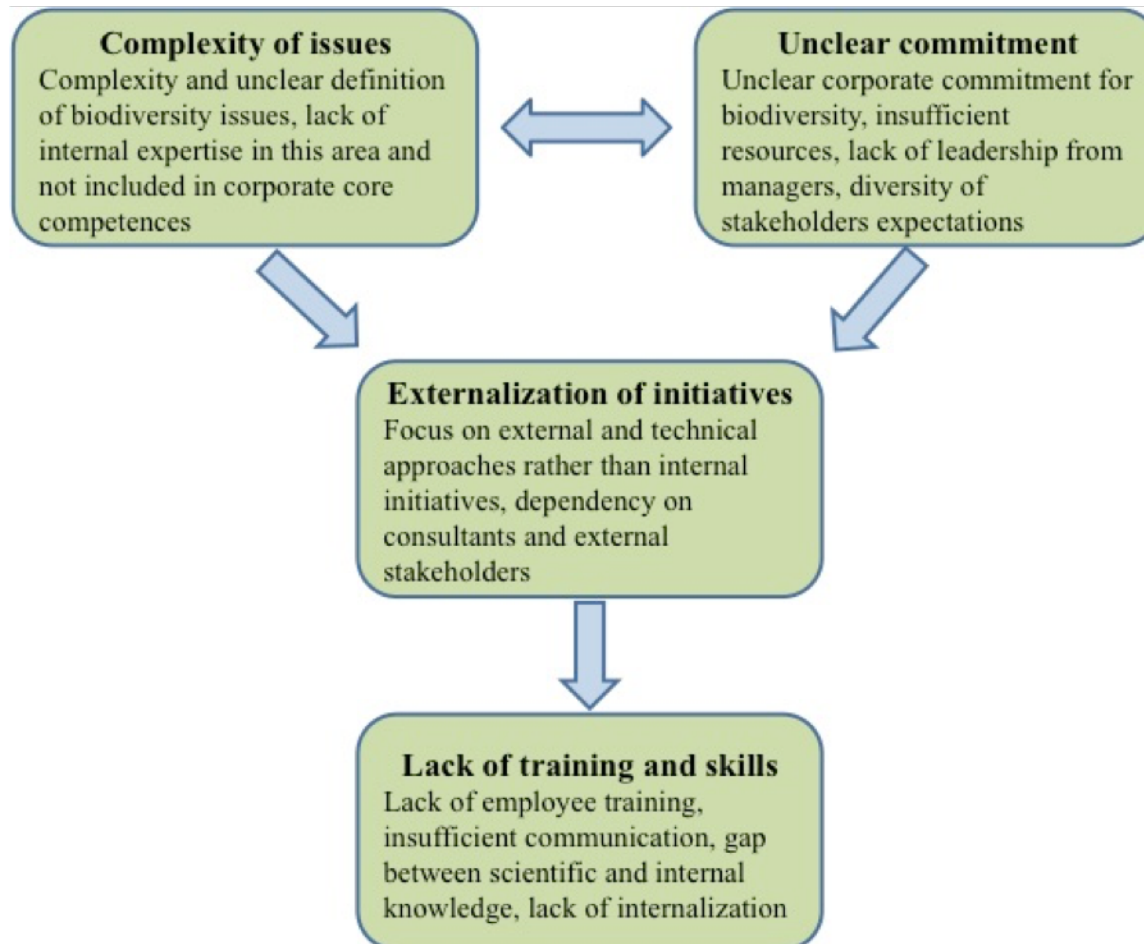 Complexity of issues
Complexity and unclear definition
of biodiversity issues, lack of
internal expertise in this area and
not included in corporate core
competences
Unclear commitment
Unclear corporate commitment for
biodiversity, insufficient
resources, lack of leadership from
managers, diversity of
stakeholders expectations
Externalization of initiatives
Focus on external and technical
approaches rather than internal
initiatives, dependency on
consultants and external
stakeholders
Lack of training and skills
Lack of employee training,
insufficient communication, gap
between scientific and internal
knowledge, lack of internalization